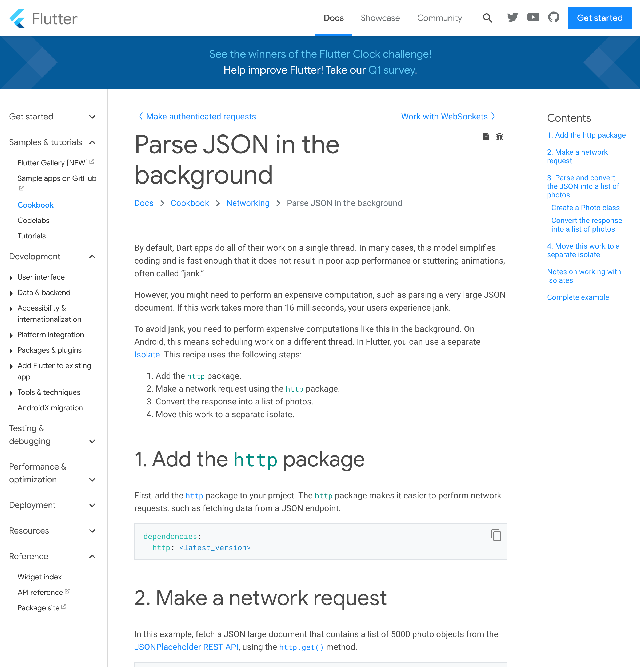 Flutter
Docs
Showcase
Community
Get started
See the winners of the Flutter Clock challenge!
Help improve Flutter! Take our Q1 survey.
Get started
Samples & tutorials
Flutter Gallery [NEW
Sample apps on GitHub
Cookbook
Codelabs
Tutorials
Development
User interface
Data & backend
Accessibility &
internationalization
Platform integration
Packages & plugins
Add Flutter to existing
app
Tools & techniques
AndroidX migration
Testing &
debugging
Performance &
optimization
Deployment
Resources
Reference
Widget index
API reference
Package site
Make authenticated requests
Work with WebSockets
Parse JSON in the
background
Docs > Cookbook > Networking > Parse JSON in the background
By default, Dart apps do all of their work on a single thread. In many cases, this model simplifies
coding and is fast enough that it does not result in poor app performance or stuttering animations,
often called "jank."
However, you might need to perform an expensive computation, such as parsing a very large JSON
document. If this work takes more than 16 milliseconds, your users experience jank.
To avoid jank, you need to perform expensive computations like this in the background. On
Android, this means scheduling work on a different thread. In Flutter, you can use a separate
Isolate. This recipe uses the following steps:
1. Add the http package.
2. Make a network request using the http package.
3. Convert the response into a list of photos.
4. Move this work to a separate isolate.
1. Add the http package
First, add the http package to your project. The http package makes it easier to perform network
requests, such as fetching data from a JSON endpoint.
dependencies:
http: <latest_version>
2. Make a network request
In this example, fetch a JSON large document that contains a list of 5000 photo objects from the
JSONPlaceholder REST API, using the http.get() method.
Contents
1. Add the http package
2. Make a network
request
3. Parse and convert
the JSON into a list of
photos
Create a Photo class
Convert the response
into a list of photos
4. Move this work to a
separate isolate
Notes on working with
isolates
Complete example